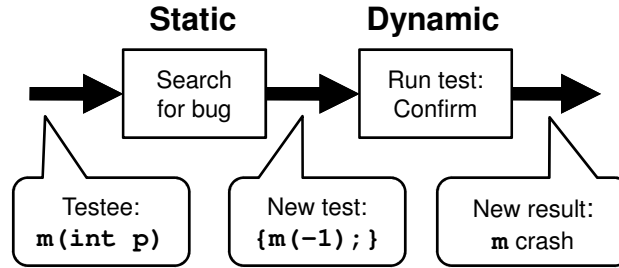 Static
Dynamic
Search
for bug
Run test:
Confirm
Testee:
m(int p)
New test:
{m(-1);}
New result:
m crash